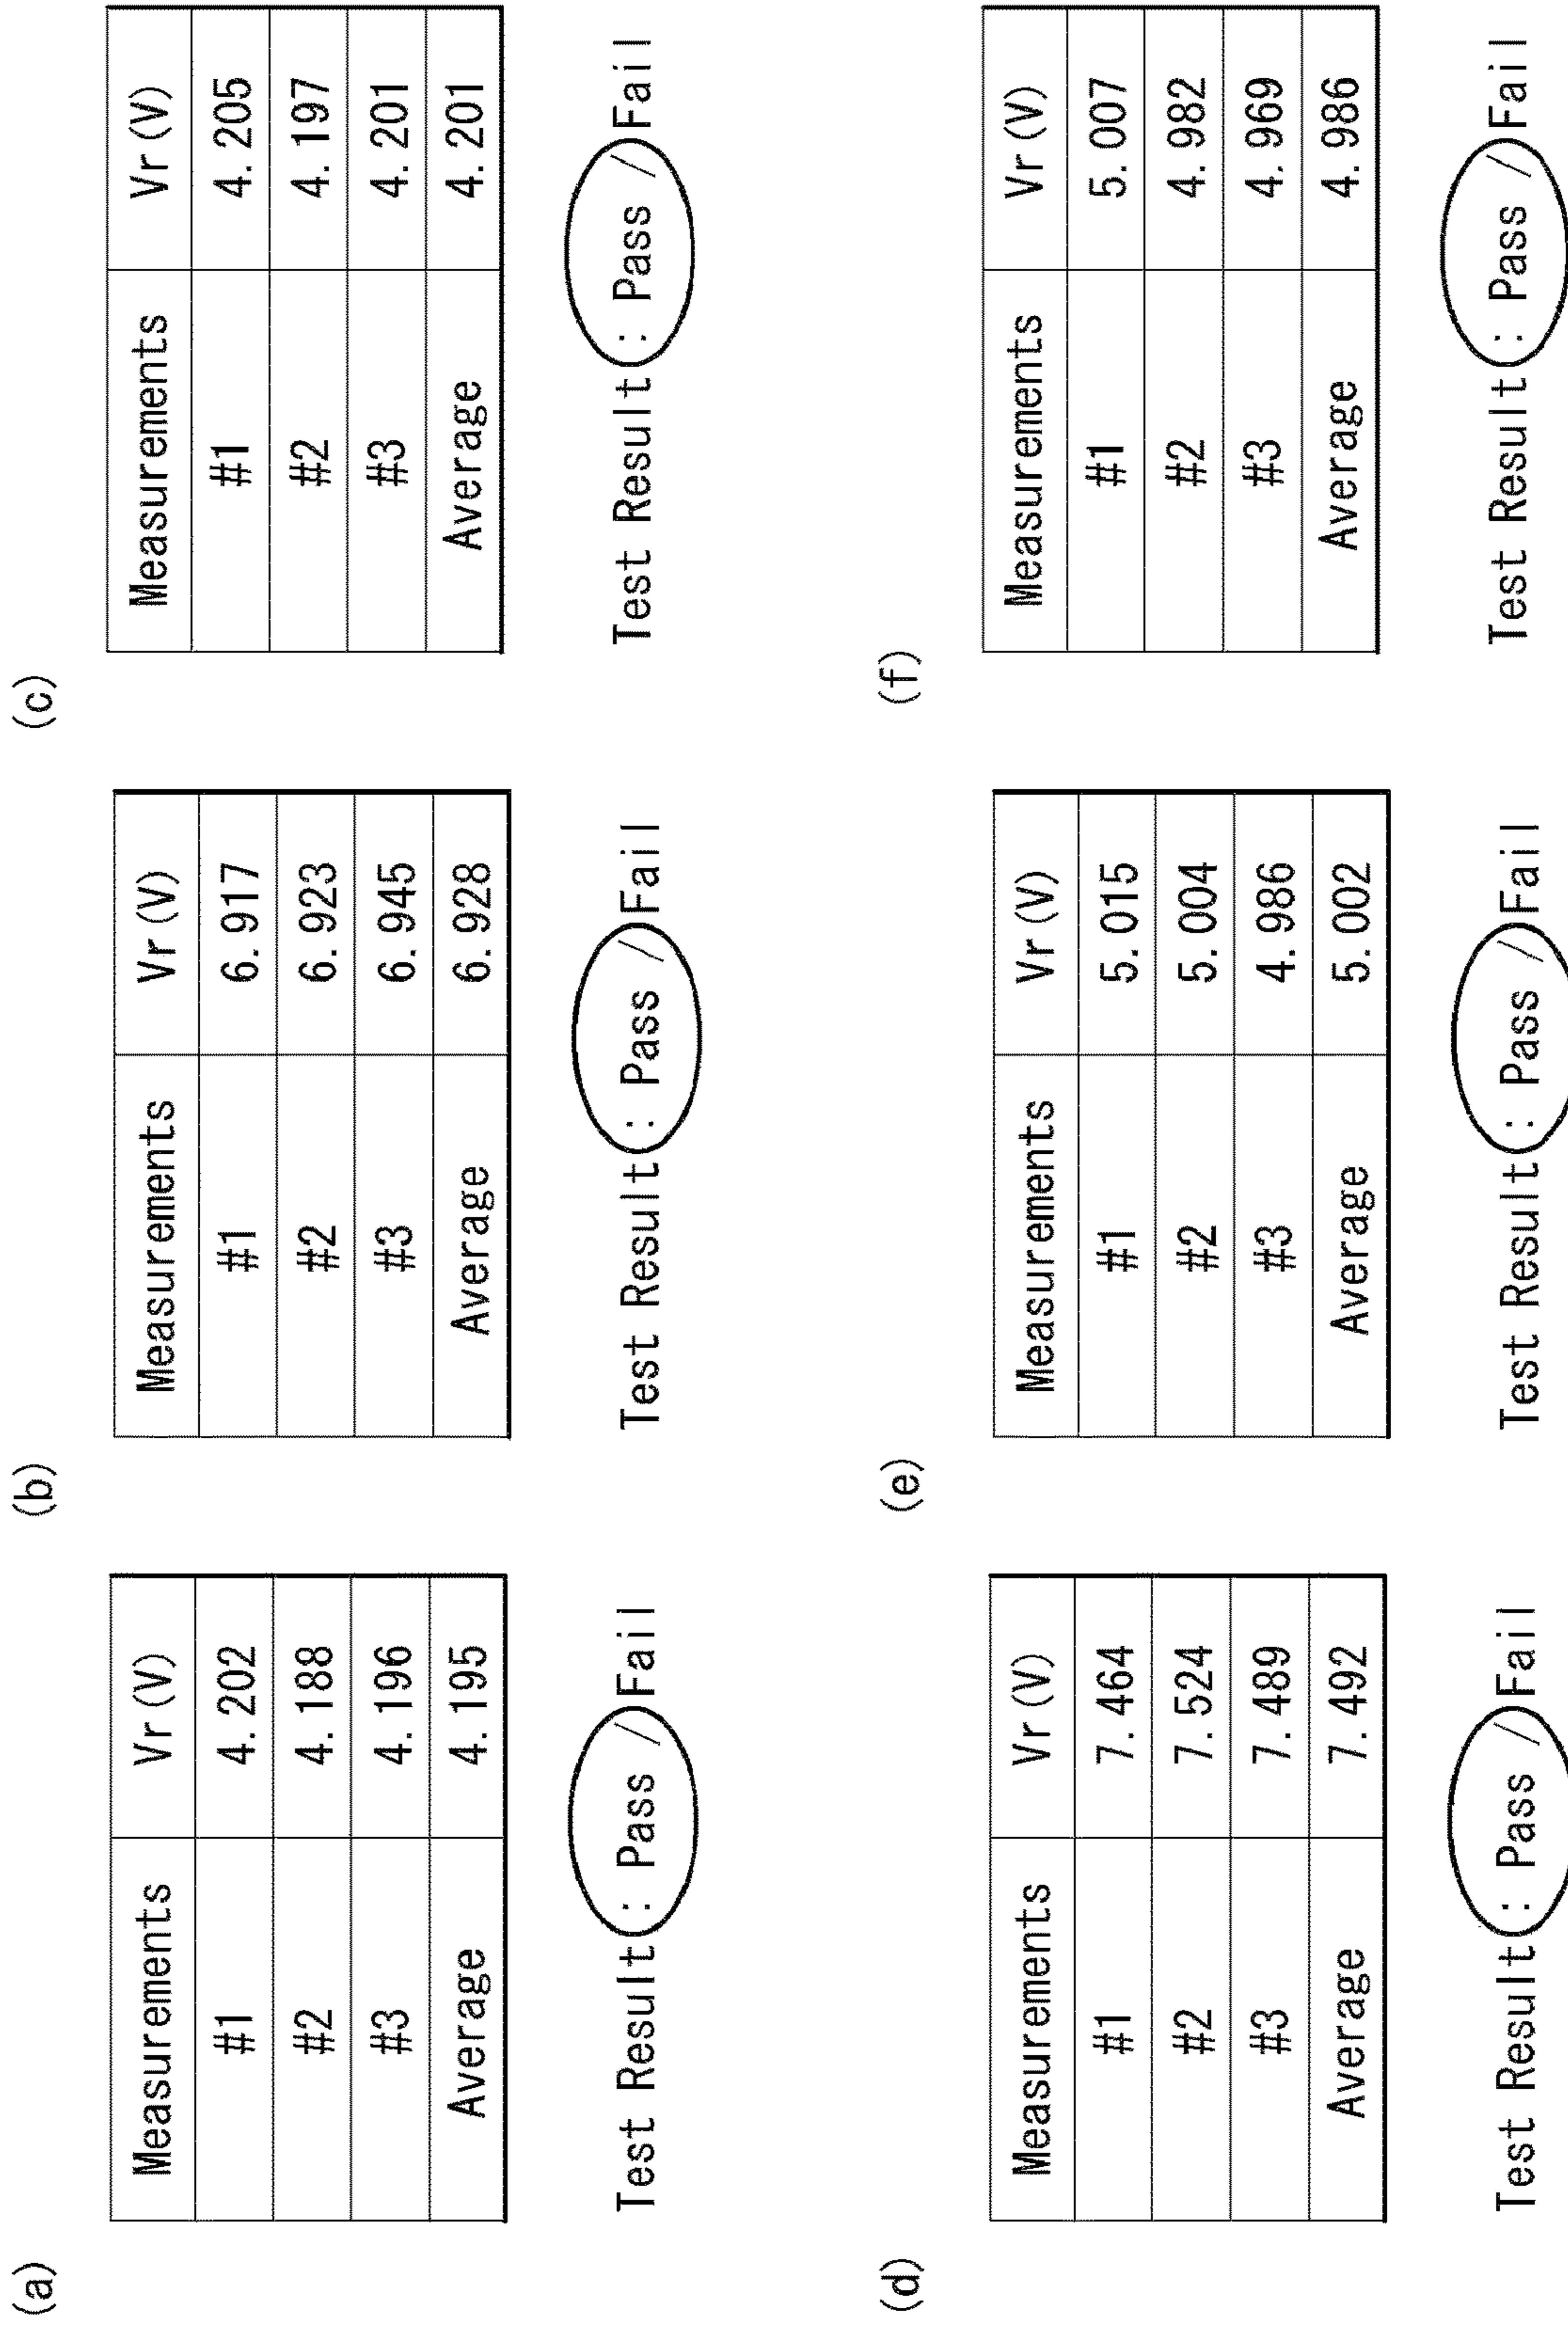 (a)
Measurements Vr(V)
#1 4.202
#2 4.188
#3 4.196
Average 4.195
Test Result: Pass / Fail
(b)
Measurements Vr(V)
#1 6.917
#2 6.923
#3 6.945
Average 6.928
Test Result: Pass / Fail
(c)
Measurements Vr(V)
#1 4.205
#2 4.197
#3 4.201
Average 4.201
Test Result: Pass / Fail
(d)
Measurements Vr(V)
#1 7.464
#2 7.524
#3 7.489
Average 7.492
Test Result: Pass / Fail
(e)
Measurements Vr(V)
#1 5.015
#2 5.004
#3 4.986
Average 5.002
Test Result: Pass / Fail
(f)
Measurements Vr(V)
#1 5.007
#2 4.982
#3 4.969
Average 4.986
Test Result: Pass / Fail